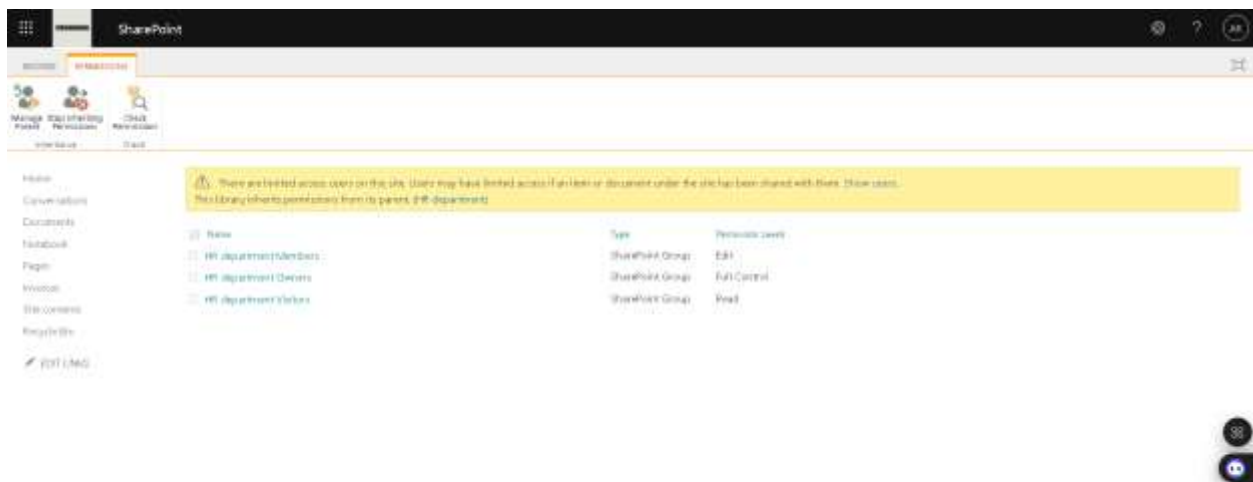 SharePoint
?
BROWSE PERMISSIONS
Manage Parent
Stop Inheriting Permissions
Check Permissions
Inheritance
Check
Home
Conversations
Documents
Notebook
Pages
Site contents
Recycle Bin
EDIT LINKS
There are limited access users on this site. Users may have limited access if an item or document under the site has been shared with them. Show users.
This library inherits permissions from its parent. (HR department)
Name Type Permission Levels
HR department Members SharePoint Group Edit
HR department Owners SharePoint Group Full Control
HR department Visitors SharePoint Group Read